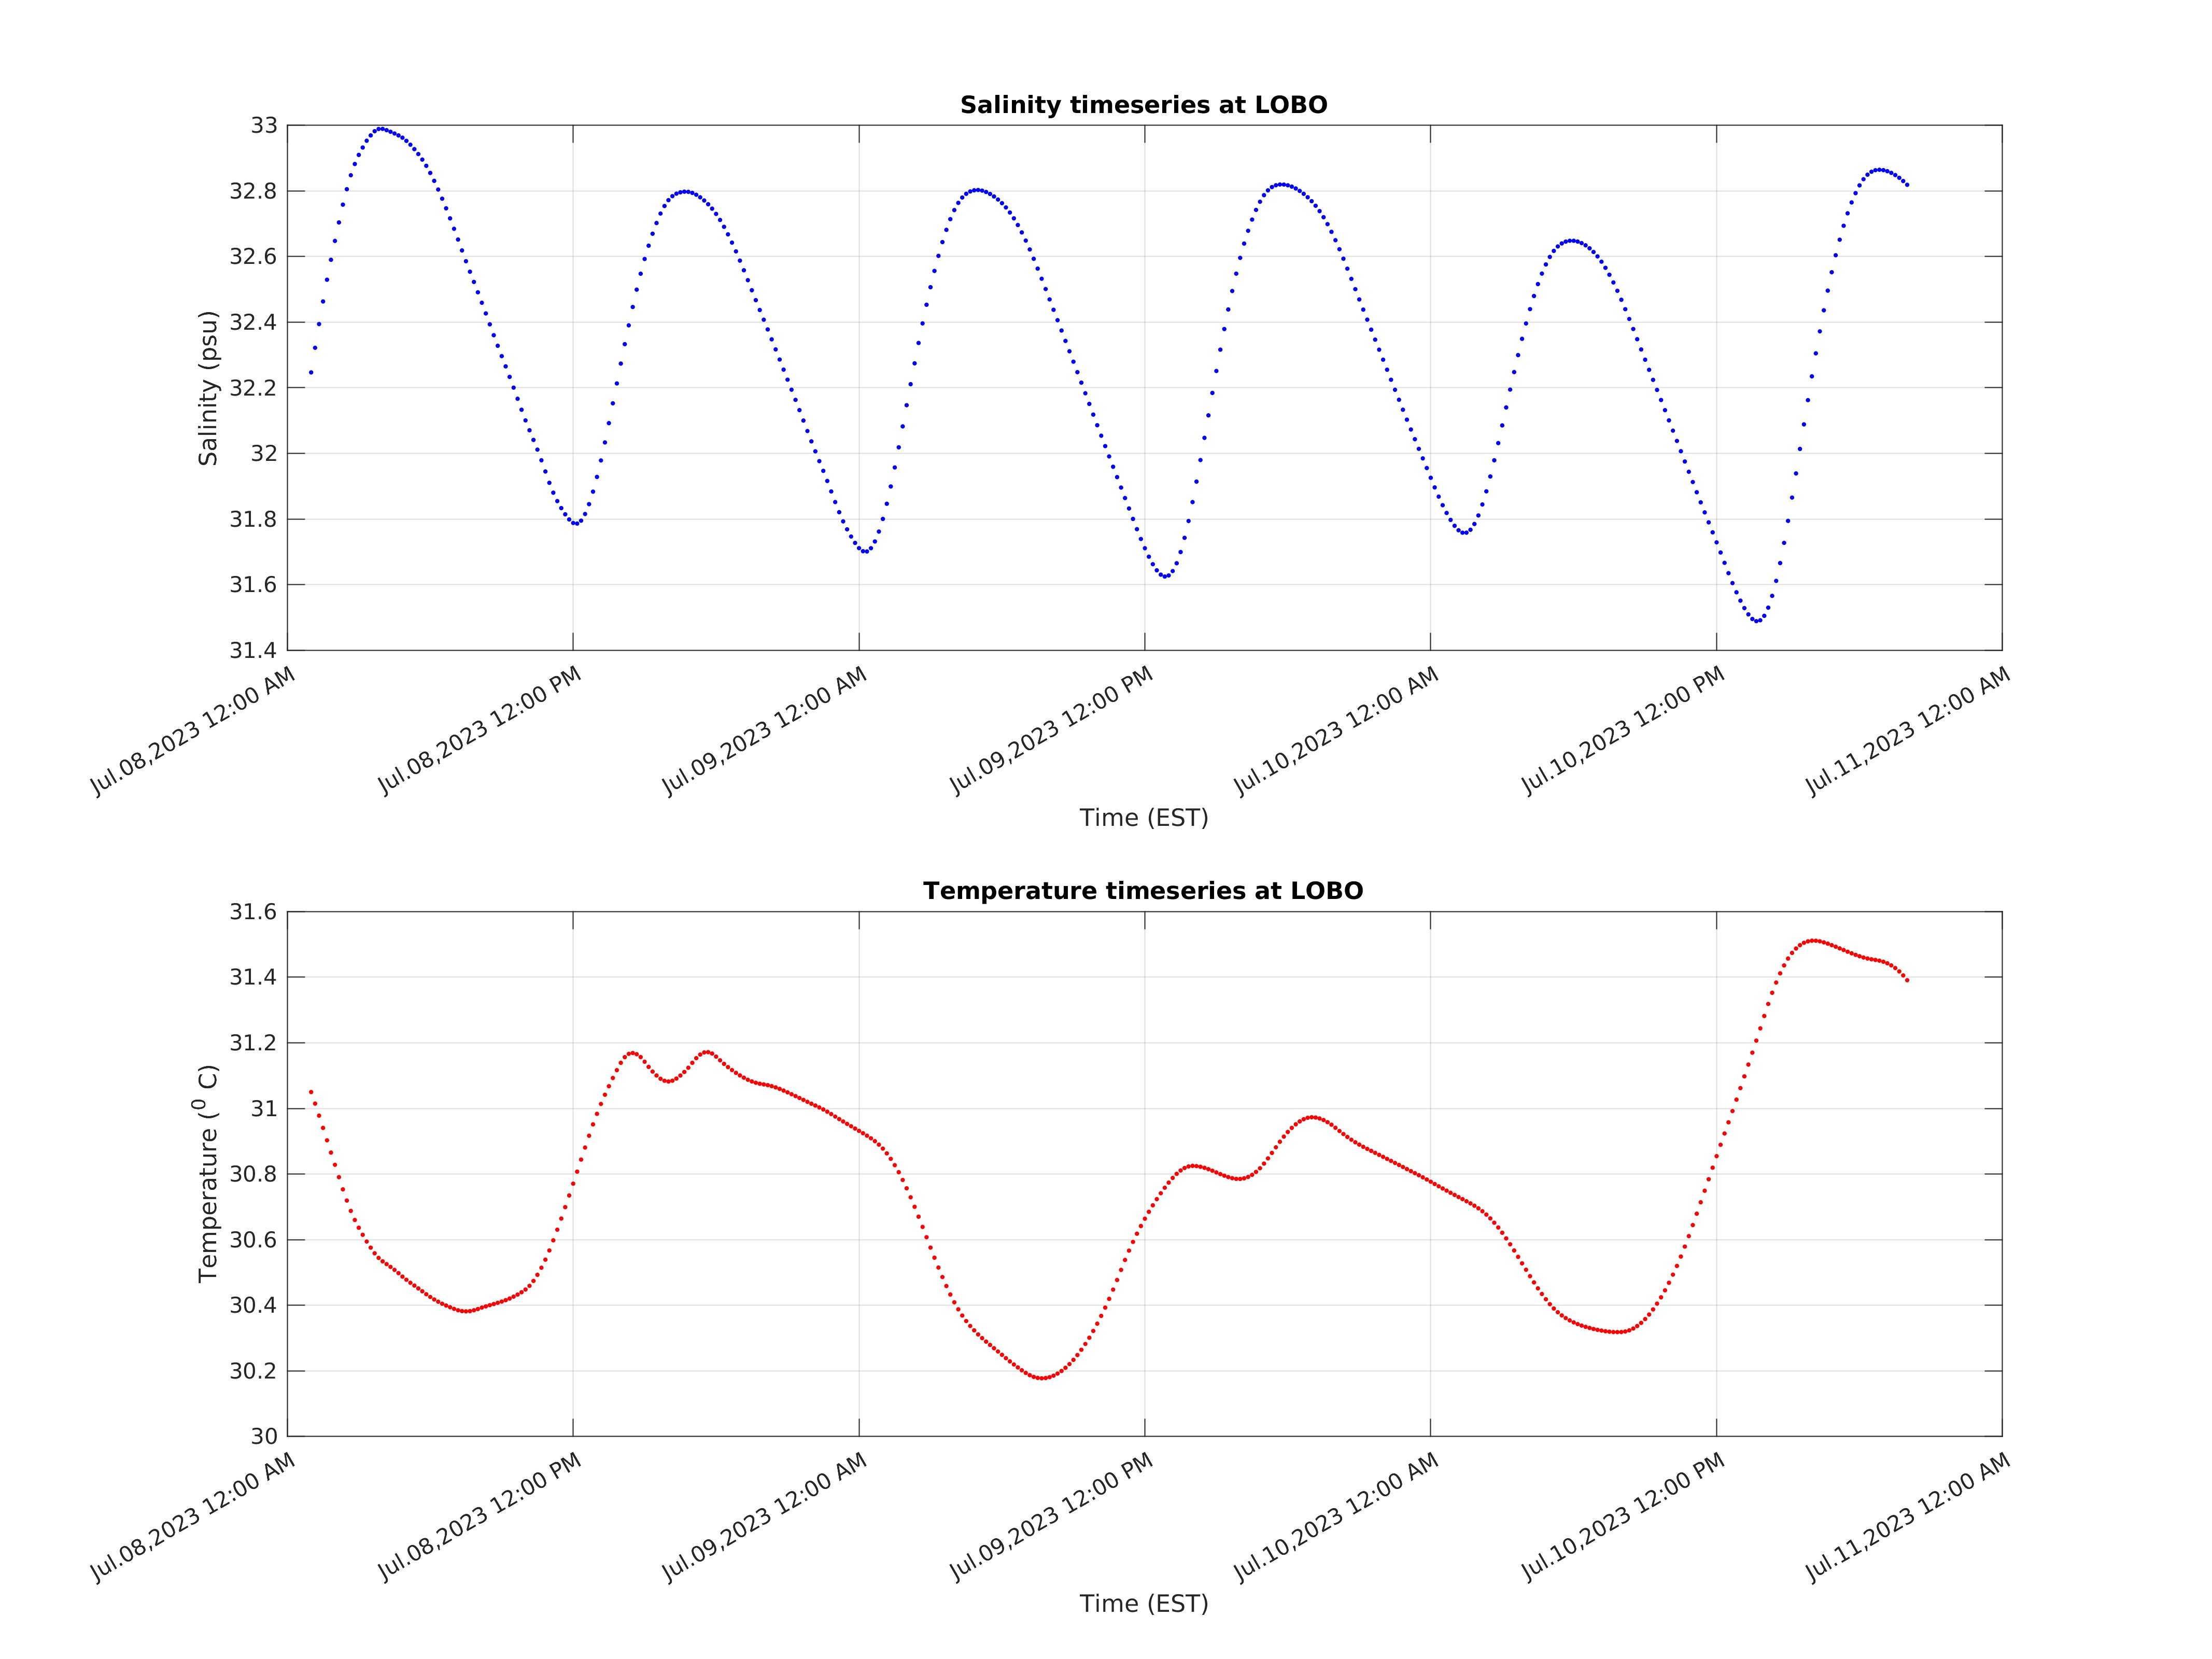 Salinity timeseries at LOBO
33
32.8
32.6
32.4
32.2
32
31.8
31.6
31.4
Salinity (psu)
Jul.08,2023 12:00 AM
Jul.08,2023 12:00 PM
Jul.09,2023 12:00 AM
Jul.09,2023 12:00 PM
Jul.10,2023 12:00 AM
Jul.10,2023 12:00 PM
Jul.11,2023 12:00 AM
Time (EST)
Temperature timeseries at LOBO
31.6
31.4
31.2
31
30.8
30.6
30.4
30.2
30
Temperature (⁰ C)
Jul.08,2023 12:00 AM
Jul.08,2023 12:00 PM
Jul.09,2023 12:00 AM
Jul.09,2023 12:00 PM
Jul.10,2023 12:00 AM
Jul.10,2023 12:00 PM
Jul.11,2023 12:00 AM
Time (EST)